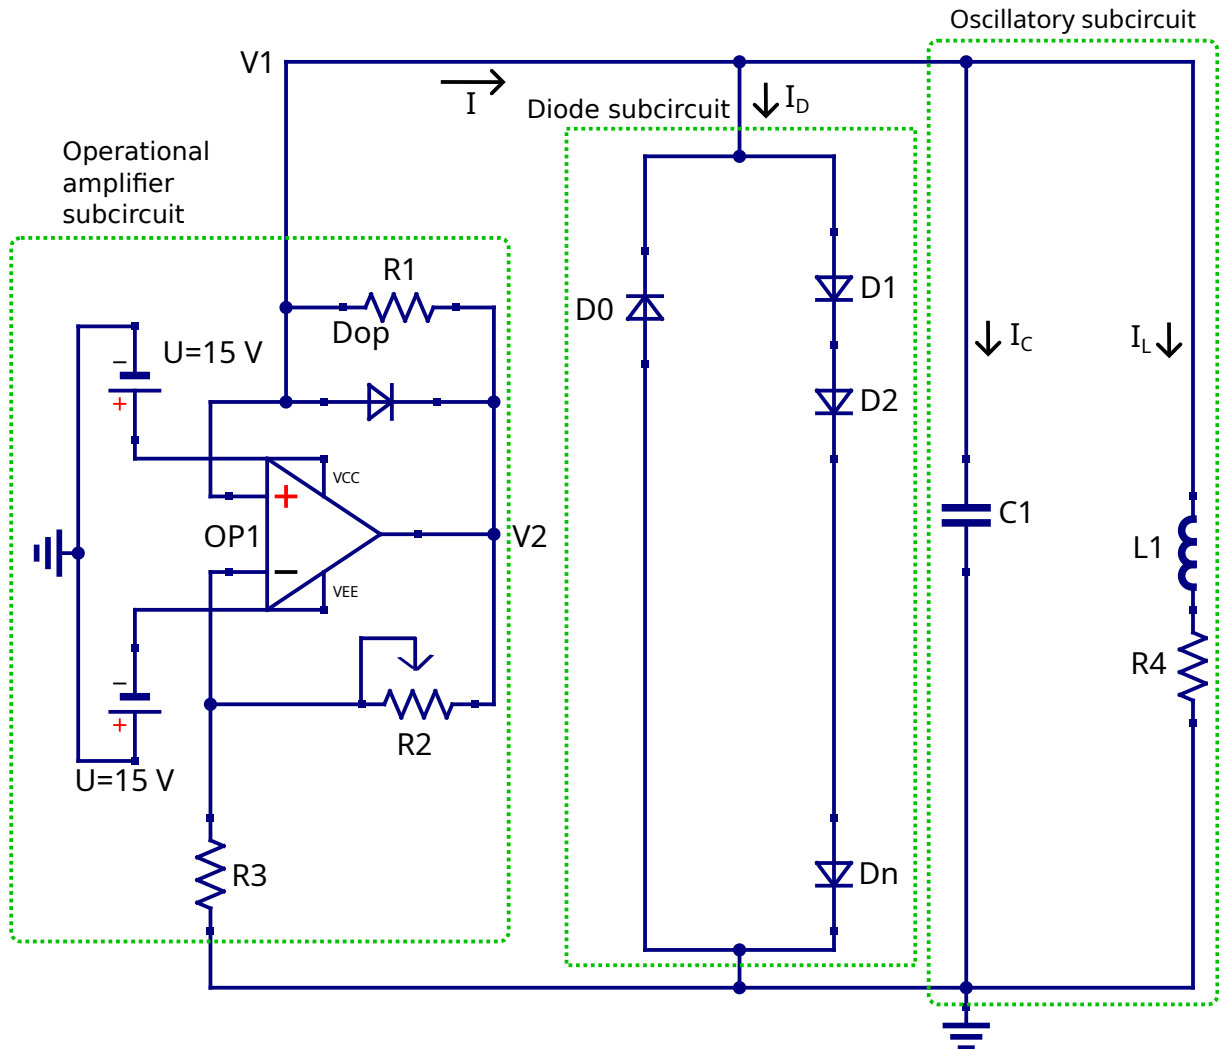 Oscillatory subcircuit
V1
I
Diode subcircuit
I_D
Operational
amplifier
subcircuit
R1
D0
D1
Dop
U=15 V
−
+
I_C
I_L
D2
VCC
+
OP1
V2
C1
L1
−
VEE
R4
−
+
R2
U=15 V
R3
Dn